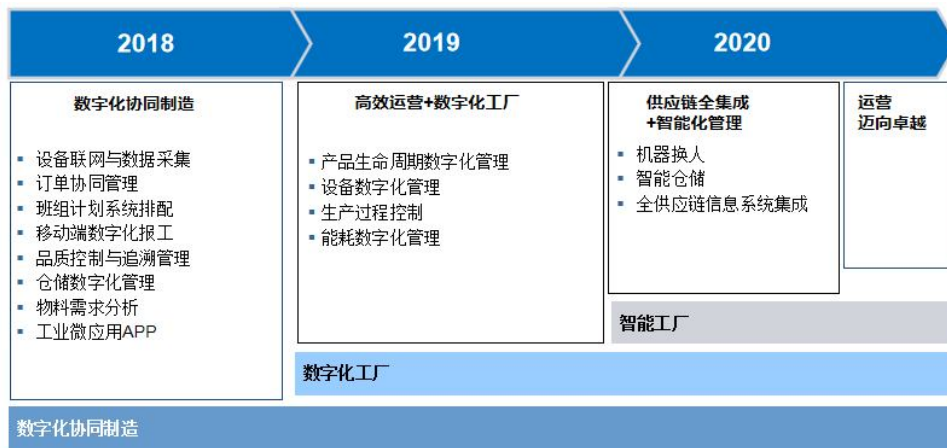 2018
2019
2020
数字化协同制造
▪ 设备联网与数据采集
▪ 订单协同管理
▪ 班组计划系统排配
▪ 移动端数字化报工
▪ 品质控制与追溯管理
▪ 仓储数字化管理
▪ 物料需求分析
▪ 工业微应用APP
高效运营+数字化工厂
▪ 产品生命周期数字化管理
▪ 设备数字化管理
▪ 生产过程控制
▪ 能耗数字化管理
供应链全集成
+智能化管理
▪ 机器换人
▪ 智能仓储
▪ 全供应链信息系统集成
运营
迈向卓越
智能工厂
数字化工厂
数字化协同制造